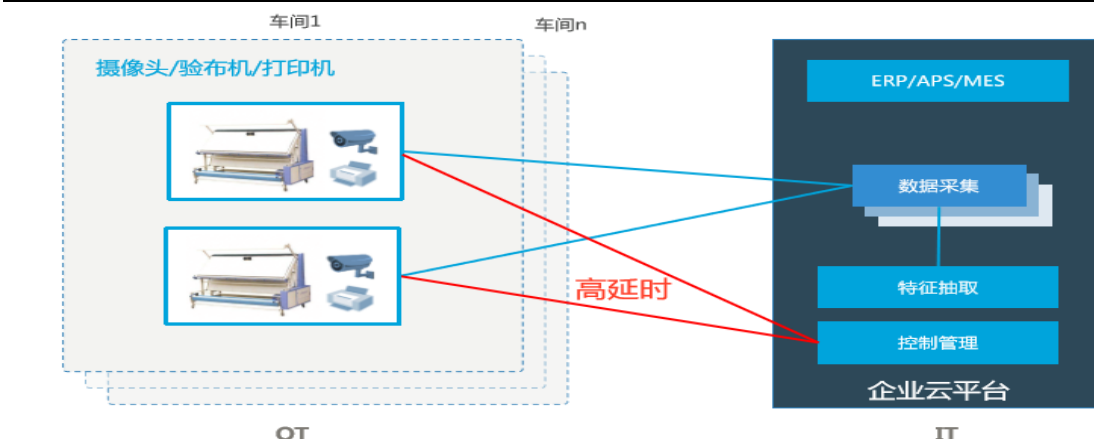 车间1
车间n
摄像头/验布机/打印机
ERP/APS/MES
数据采集
高延时
特征抽取
控制管理
企业云平台
OT
IT